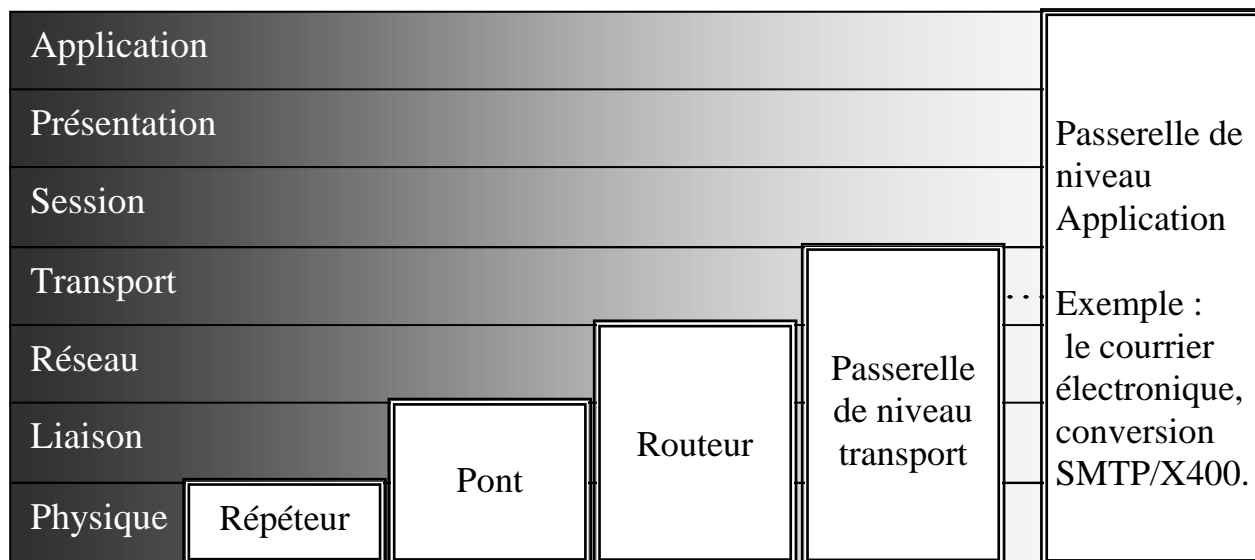 Application
Présentation
Session
Transport
Réseau
Liaison
Physique
Répéteur
Pont
Routeur
Passerelle
de niveau
transport
...
Passerelle de
niveau
Application
Exemple :
le courrier
électronique,
conversion
SMTP/X400.